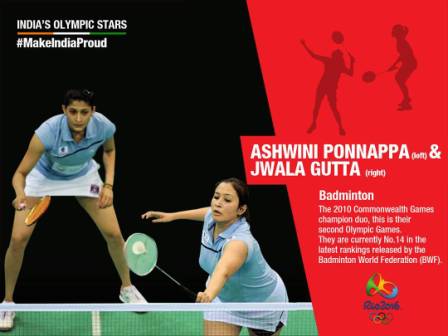 INDIA'S OLYMPIC STARS
#MakeIndiaProud
ASHWINI PONNAPPA (left) &
JWALA GUTTA (right)
Badminton
The 2010 Commonwealth Games
champion duo, this is their
second Olympic Games.
They are currently No.14 in the
latest rankings released by the
Badminton World Federation (BWF).
Rio2016